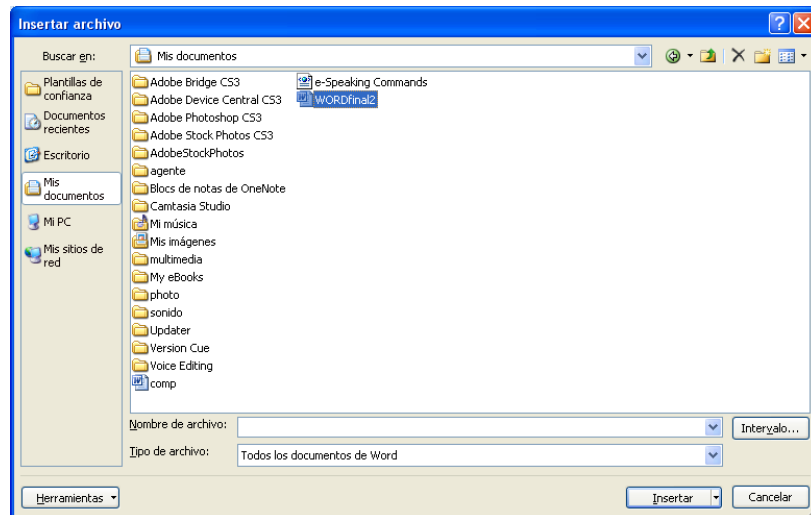 Insertar archivo
Buscar en:
Mis documentos
Plantillas de
confianza
Documentos
recientes
Escritorio
Mis
documentos
Mi PC
Mis sitios de
red
Adobe Bridge CS3
Adobe Device Central CS3
Adobe Photoshop CS3
Adobe Stock Photos CS3
AdobeStockPhotos
agente
Blocs de notas de OneNote
Camtasia Studio
Mi música
Mis imágenes
multimedia
My eBooks
photo
sonido
Updater
Version Cue
Voice Editing
comp
e-Speaking Commands
WORDfinal2
Nombre de archivo:
Intervalo...
Tipo de archivo:
Todos los documentos de Word
Herramientas
Insertar
Cancelar